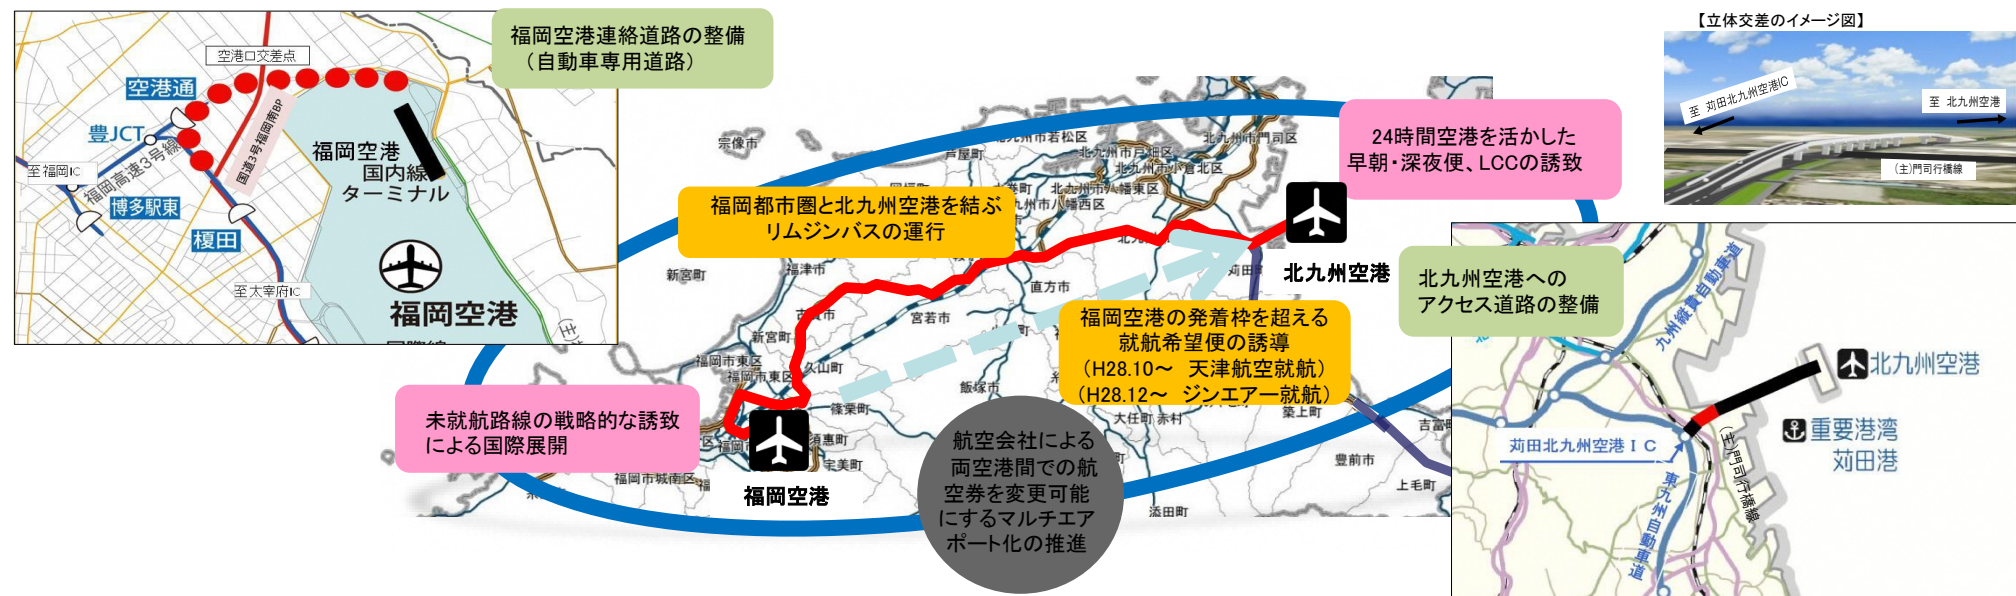 空港口交差点
空港通
豊JCT
至福岡IC
福岡高速3号線
国道3号福岡南BP
博多駅東
榎田
至太宰府IC
福岡空港
国内線
ターミナル
福岡空港
福岡空港連絡道路の整備
（自動車専用道路）
宗像市
芦屋町
北九州市若松区
北九州市戸畑区
北九州市門司区
北九州市小倉北区
北九州市八幡東区
新宮町
福津市
直方市
宮若市
古賀市
新宮町
福岡市東区
福岡市東区
久山町
篠栗町
飯塚市
須惠町
宇美町
福岡市城南区
苅田町
大任町
赤村
築上町
吉富
豊前市
上毛町
添田町
福岡都市圏と北九州空港を結ぶ
リムジンバスの運行
24時間空港を活かした
早朝・深夜便、LCCの誘致
北九州空港
福岡空港の発着枠を超える
就航希望便の誘導
（H28.10～　天津航空就航）
（H28.12～　ジンエアー就航）
未就航路線の戦略的な誘致
による国際展開
福岡空港
航空会社による
両空港間での航
空券を変更可能
にするマルチエア
ポート化の推進
北九州空港への
アクセス道路の整備
【立体交差のイメージ図】
至　苅田北九州空港IC
至　北九州空港
（主）門司行橋線
九州縦貫自動車道
北九州空港
重要港湾
苅田港
苅田北九州空港ＩＣ
（主）門司行橋線
東九州自動車道